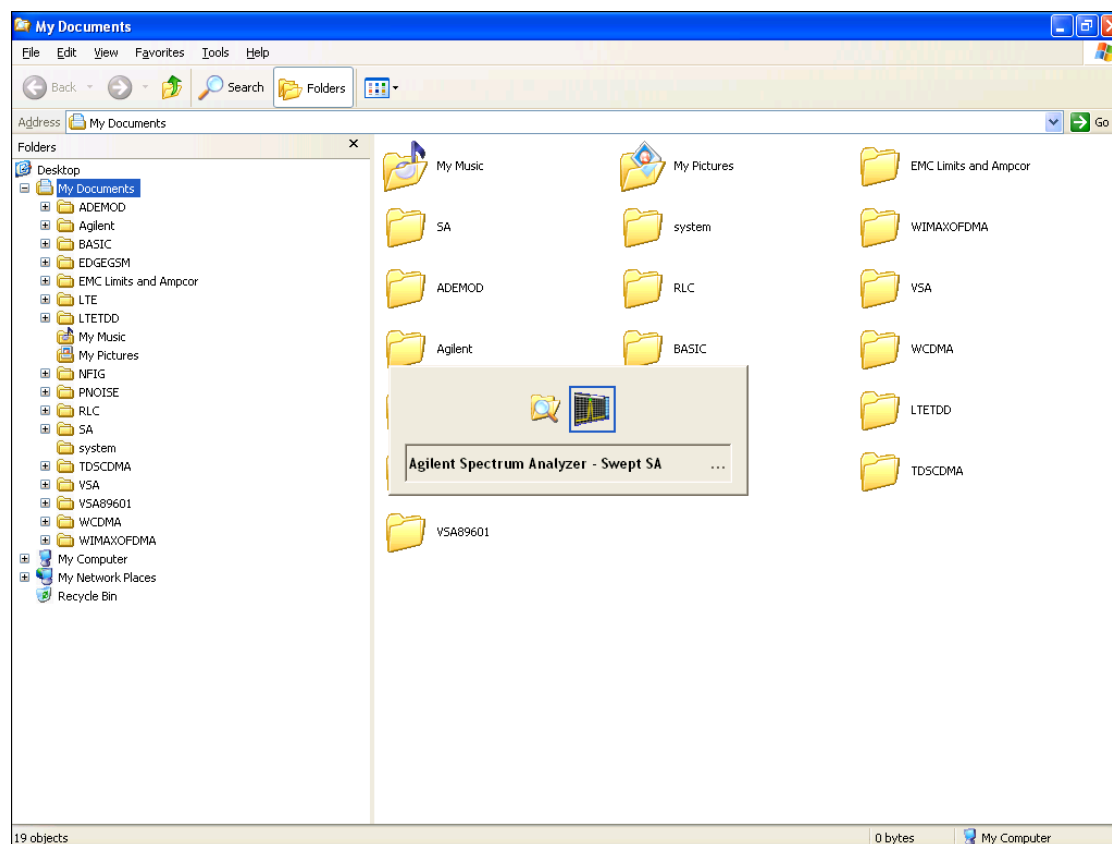 My Documents
File Edit View Favorites Tools Help
Back Search Folders
Address My Documents Go
Folders
Desktop
My Documents
ADEMOD
Agilent
BASIC
EDGEGSM
EMC Limits and Ampcor
LTE
LTETDD
My Music
My Pictures
NFIG
PNOISE
RLC
SA
system
TDSCDMA
VSA
VSA89601
WCDMA
WIMAXOFDMA
My Computer
My Network Places
Recycle Bin
My Music My Pictures EMC Limits and Ampcor
SA system WIMAXOFDMA
ADEMOD RLC VSA
Agilent BASIC WCDMA
LTETDD
TDSCDMA
VSA89601
Agilent Spectrum Analyzer - Swept SA ...
19 objects 0 bytes My Computer